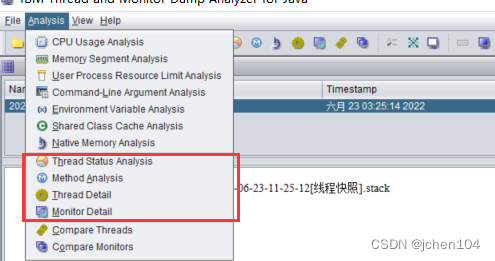 IBM Thread and Monitor Dump Analyzer for Java
File Analysis View Help
CPU Usage Analysis
Memory Segment Analysis
User Process Resource Limit Analysis
Command-Line Argument Analysis
Environment Variable Analysis
Shared Class Cache Analysis
Native Memory Analysis
Thread Status Analysis
Method Analysis
Thread Detail
Monitor Detail
Compare Threads
Compare Monitors
Timestamp
六月 23 03:25:14 2022
-06-23-11-25-12[线程快照].stack
CSDN @jchen104